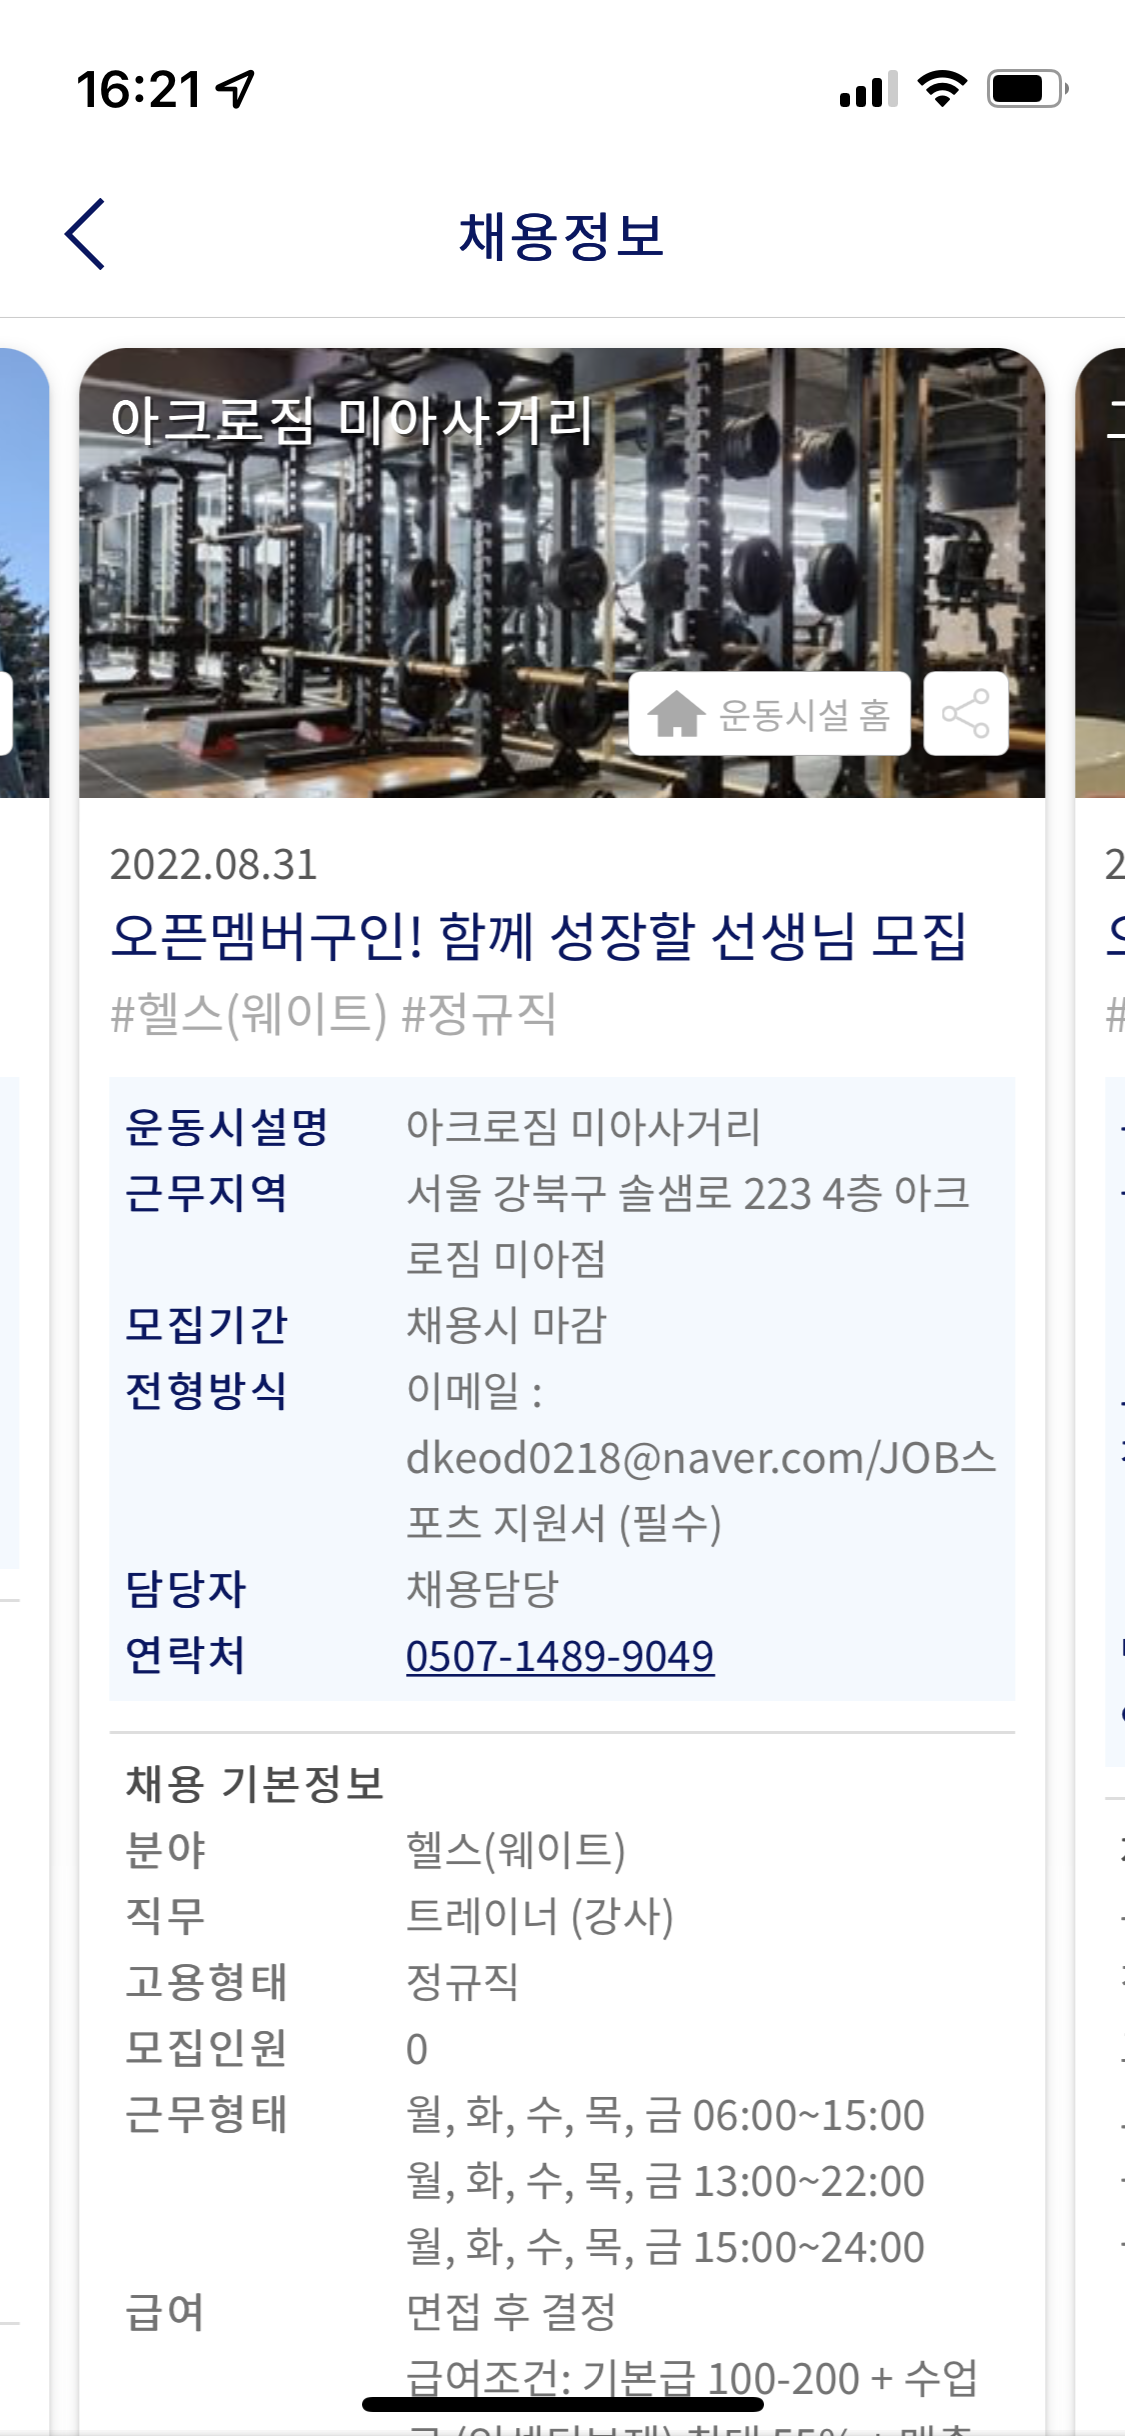 16:21
채용정보
아크로짐 미아사거리
운동시설 홈
2022.08.31
오픈멤버구인! 함께 성장할 선생님 모집
#헬스(웨이트) #정규직
운동시설명 아크로짐 미아사거리
근무지역 서울 강북구 솔샘로 223 4층 아크
로짐 미아점
모집기간 채용시 마감
전형방식 이메일 :
dkeod0218@naver.com/JOB스
포츠 지원서 (필수)
담당자 채용담당
연락처 0507-1489-9049
채용 기본정보
분야 헬스(웨이트)
직무 트레이너 (강사)
고용형태 정규직
모집인원 0
근무형태 월, 화, 수, 목, 금 06:00~15:00
월, 화, 수, 목, 금 13:00~22:00
월, 화, 수, 목, 금 15:00~24:00
급여 면접 후 결정
급여조건: 기본급 100-200 + 수업